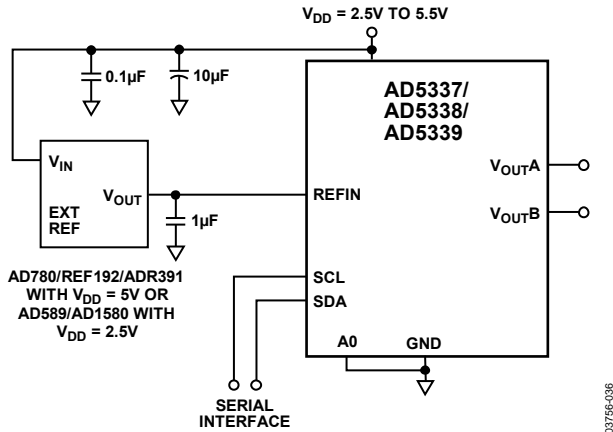 V_DD = 2.5V TO 5.5V
0.1µF
10µF
AD5337/
AD5338/
AD5339
V_IN
V_OUT
EXT
REF
1µF
REFIN
V_OUTA
V_OUTB
AD780/REF192/ADR391
WITH V_DD = 5V OR
AD589/AD1580 WITH
V_DD = 2.5V
SCL
SDA
A0
GND
SERIAL
INTERFACE
03756-036